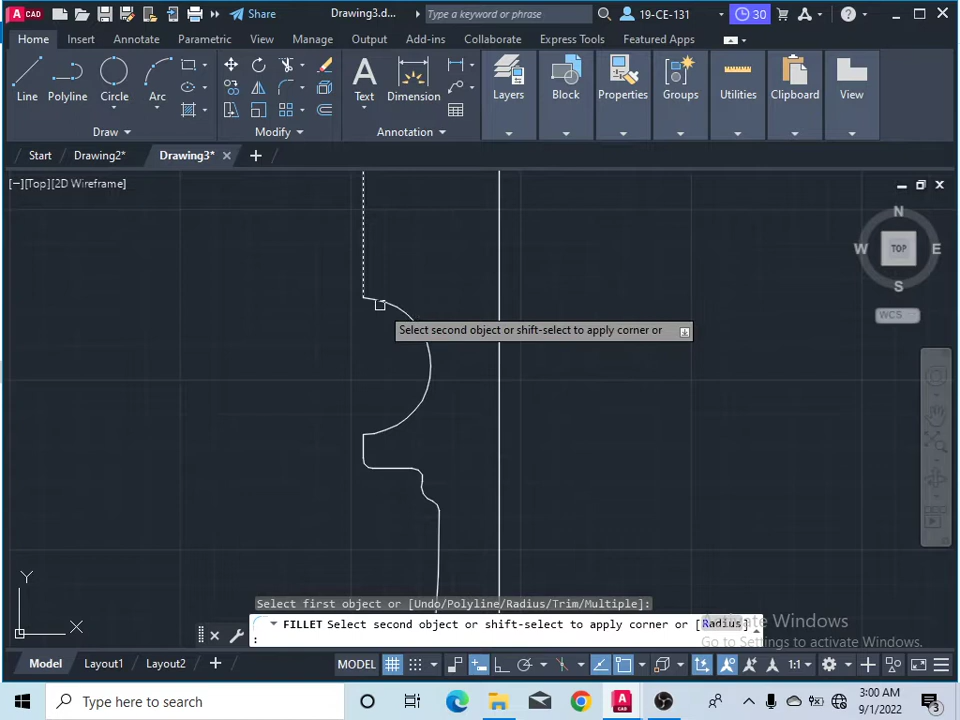 CAD
Share
Drawing3.d...
Type a keyword or phrase
19-CE-131
30
Home
Insert
Annotate
Parametric
View
Manage
Output
Add-ins
Collaborate
Express Tools
Featured Apps
Line
Polyline
Circle
Arc
Text
Dimension
Layers
Block
Properties
Groups
Utilities
Clipboard
View
Draw
Modify
Annotation
Start
Drawing2*
Drawing3*
[−][Top][2D Wireframe]
N
W
TOP
E
S
WCS
Select second object or shift-select to apply corner or
Y
X
Select first object or [Undo/Polyline/Radius/Trim/Multiple]:
FILLET Select second object or shift-select to apply corner or [Radius]
:
Activate Windows
Go to Settings to activate Windows.
Model
Layout1
Layout2
MODEL
1:1
Type here to search
3:00 AM
9/1/2022
3